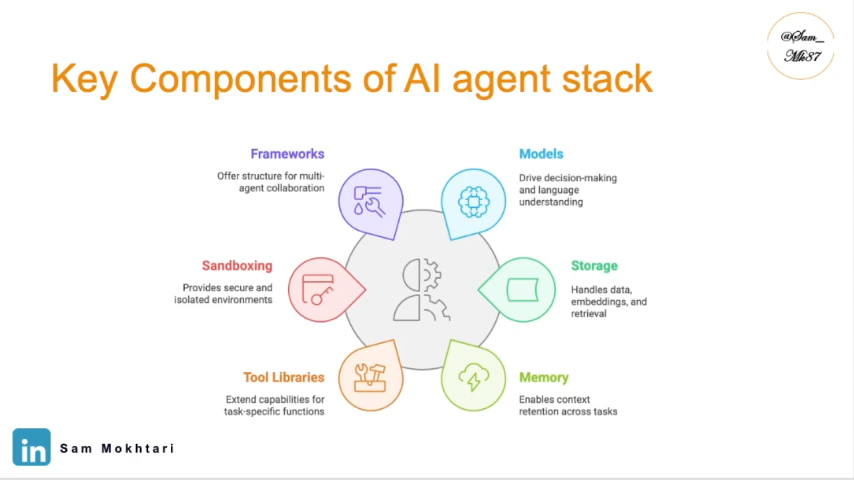 @Sam_
Mk87
Key Components of AI agent stack
Frameworks
Offer structure for multi-
agent collaboration
Models
Drive decision-making
and language
understanding
Sandboxing
Provides secure and
isolated environments
Storage
Handles data,
embeddings, and
retrieval
Tool Libraries
Extend capabilities for
task-specific functions
Memory
Enables context
retention across tasks
in
Sam Mokhtari